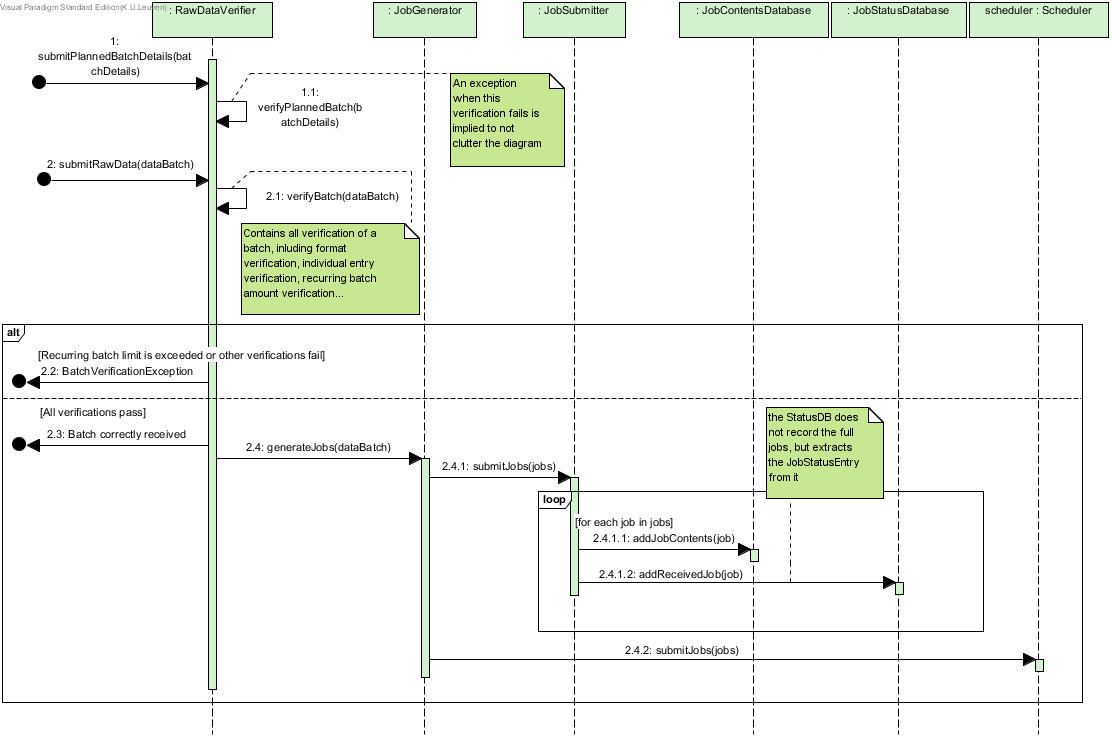 Visual Paradigm Standard Edition(K.U.Leuven)
: RawDataVerifier
: JobGenerator
: JobSubmitter
: JobContentsDatabase
: JobStatusDatabase
scheduler : Scheduler
1:
submitPlannedBatchDetails(bat
chDetails)
1.1:
verifyPlannedBatch(b
atchDetails)
An exception
when this
verification fails is
implied to not
clutter the diagram
2: submitRawData(dataBatch)
2.1: verifyBatch(dataBatch)
Contains all verification of a
batch, inluding format
verification, individual entry
verification, recurring batch
amount verification...
alt
[Recurring batch limit is exceeded or other verifications fail]
2.2: BatchVerificationException
[All verifications pass]
2.3: Batch correctly received
2.4: generateJobs(dataBatch)
2.4.1: submitJobs(jobs)
the StatusDB does
not record the full
jobs, but extracts
the JobStatusEntry
from it
loop
[for each job in jobs]
2.4.1.1: addJobContents(job)
2.4.1.2: addReceivedJob(job)
2.4.2: submitJobs(jobs)